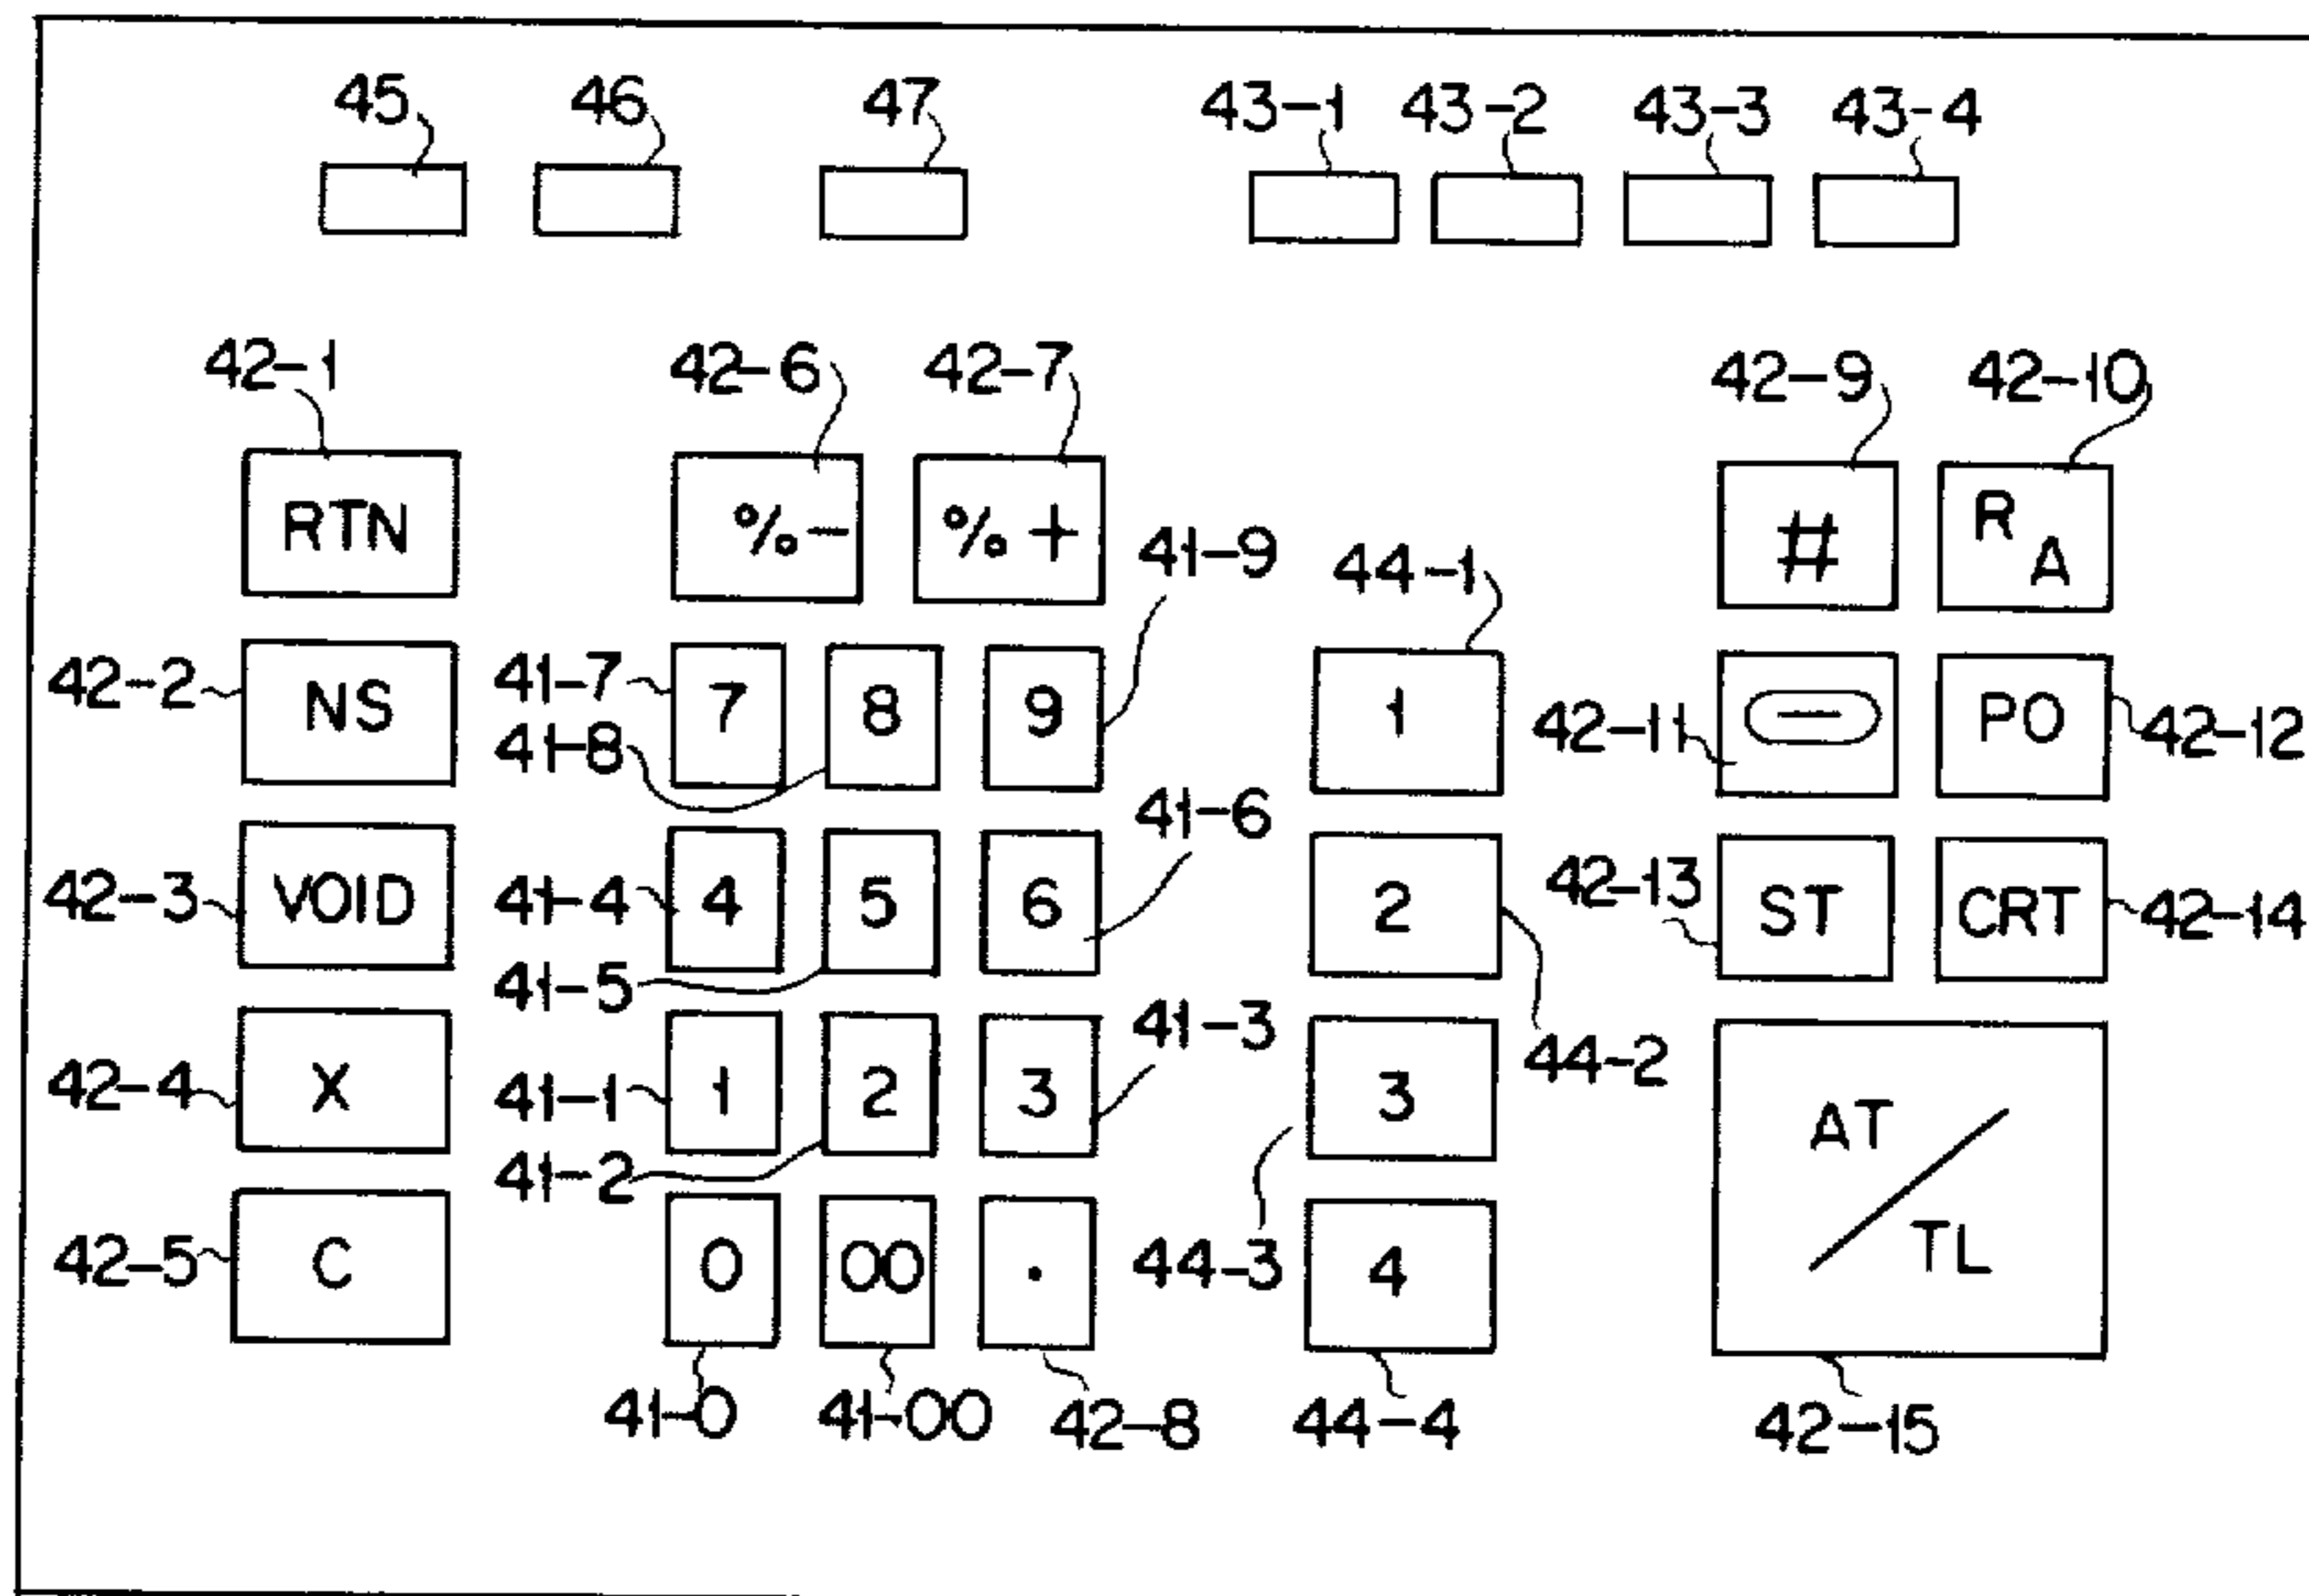 45 46 47 43-1 43-2 43-3 43-4
42-1 42-6 42-7 42-9 42-10
RTN %- %+ # R A
41-9 44-1
42-2 NS 41-7 7 8 9 1 42-11 — PO 42-12
41-8
41-6
42-3 VOID 41-4 4 5 6 2 42-13 ST CRT 42-14
41-5
41-3
42-4 X 41-1 1 2 3 3 44-2
41-2
AT / TL
42-5 C 0 00 . 44-3 4
41-0 41-00 42-8 44-4 42-15